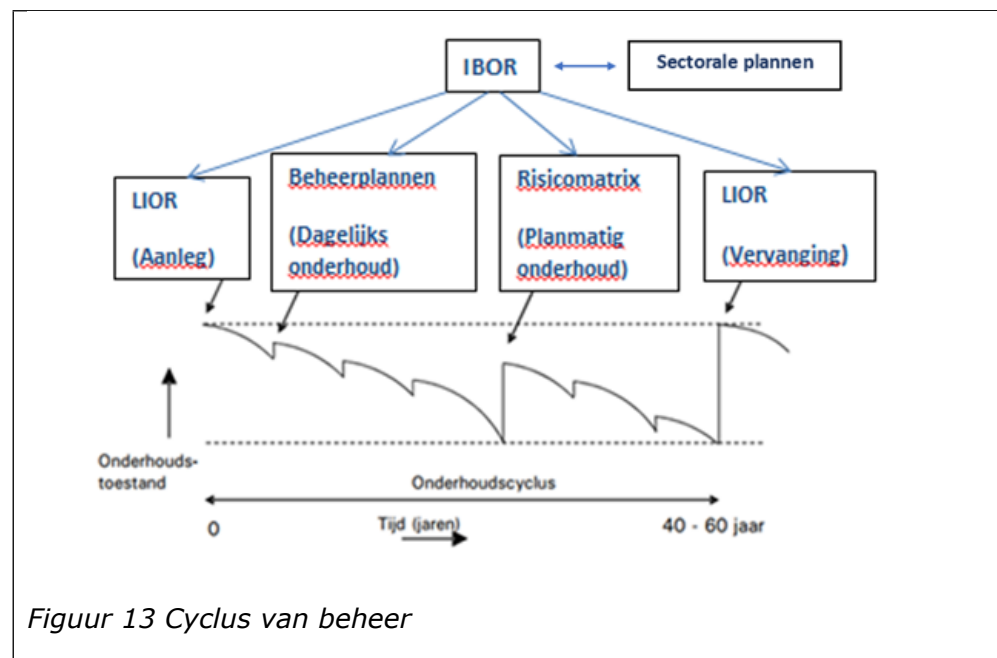 IBOR
Sectorale plannen
LIOR
(Aanleg)
Beheerplannen
(Dagelijks
onderhoud)
Risicomatrix
(Planmatig
onderhoud)
LIOR
(Vervanging)
Onderhouds-
toestand
Onderhoudscyclus
0
Tijd (jaren)
40 - 60 jaar
Figuur 13 Cyclus van beheer